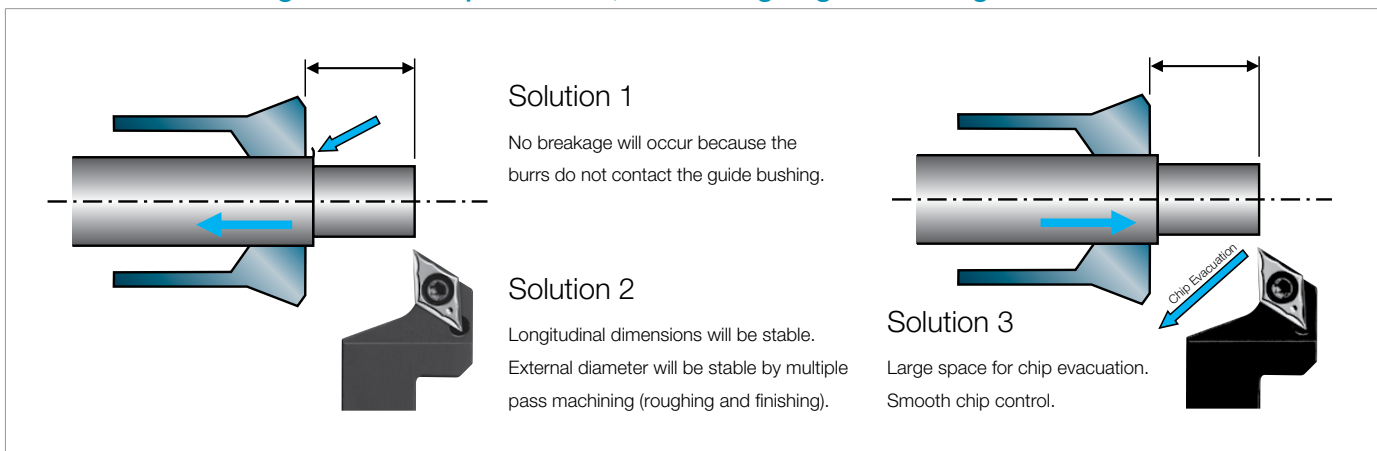 Solution 1
No breakage will occur because the
burrs do not contact the guide bushing.
Solution 2
Longitudinal dimensions will be stable.
External diameter will be stable by multiple
pass machining (roughing and finishing).
Chip Evacuation
Solution 3
Large space for chip evacuation.
Smooth chip control.